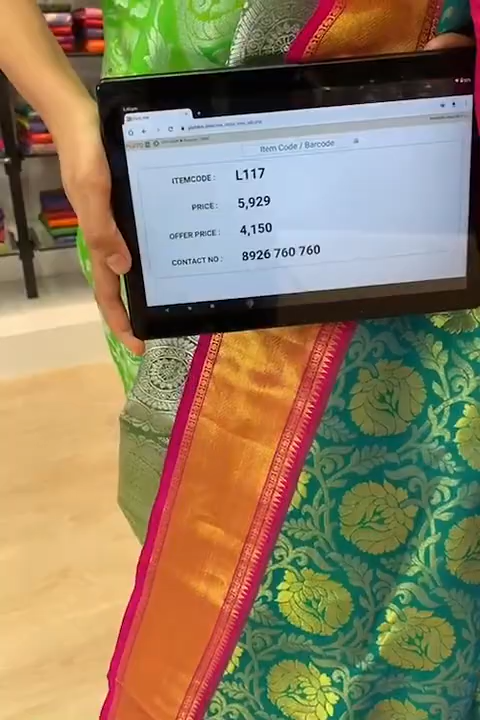 Item Code / Barcode
ITEMCODE : L117
PRICE : 5,929
OFFER PRICE : 4,150
CONTACT NO : 8926 760 760